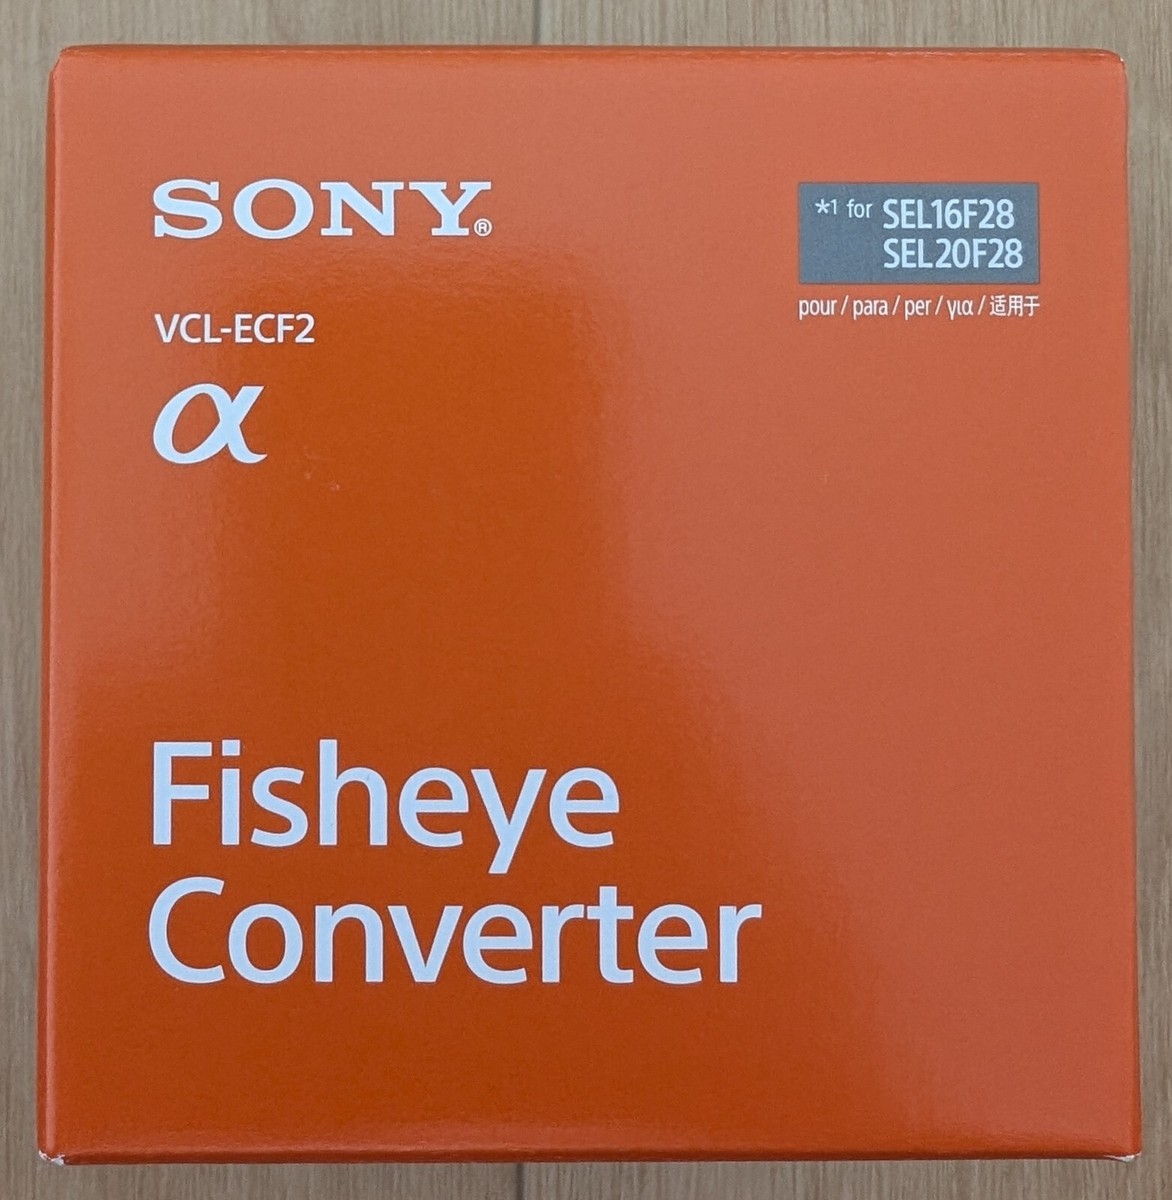 SONY®
VCL-ECF2
α
*1 for SEL16F28
SEL20F28
pour / para / per / για / 适用于
Fisheye
Converter